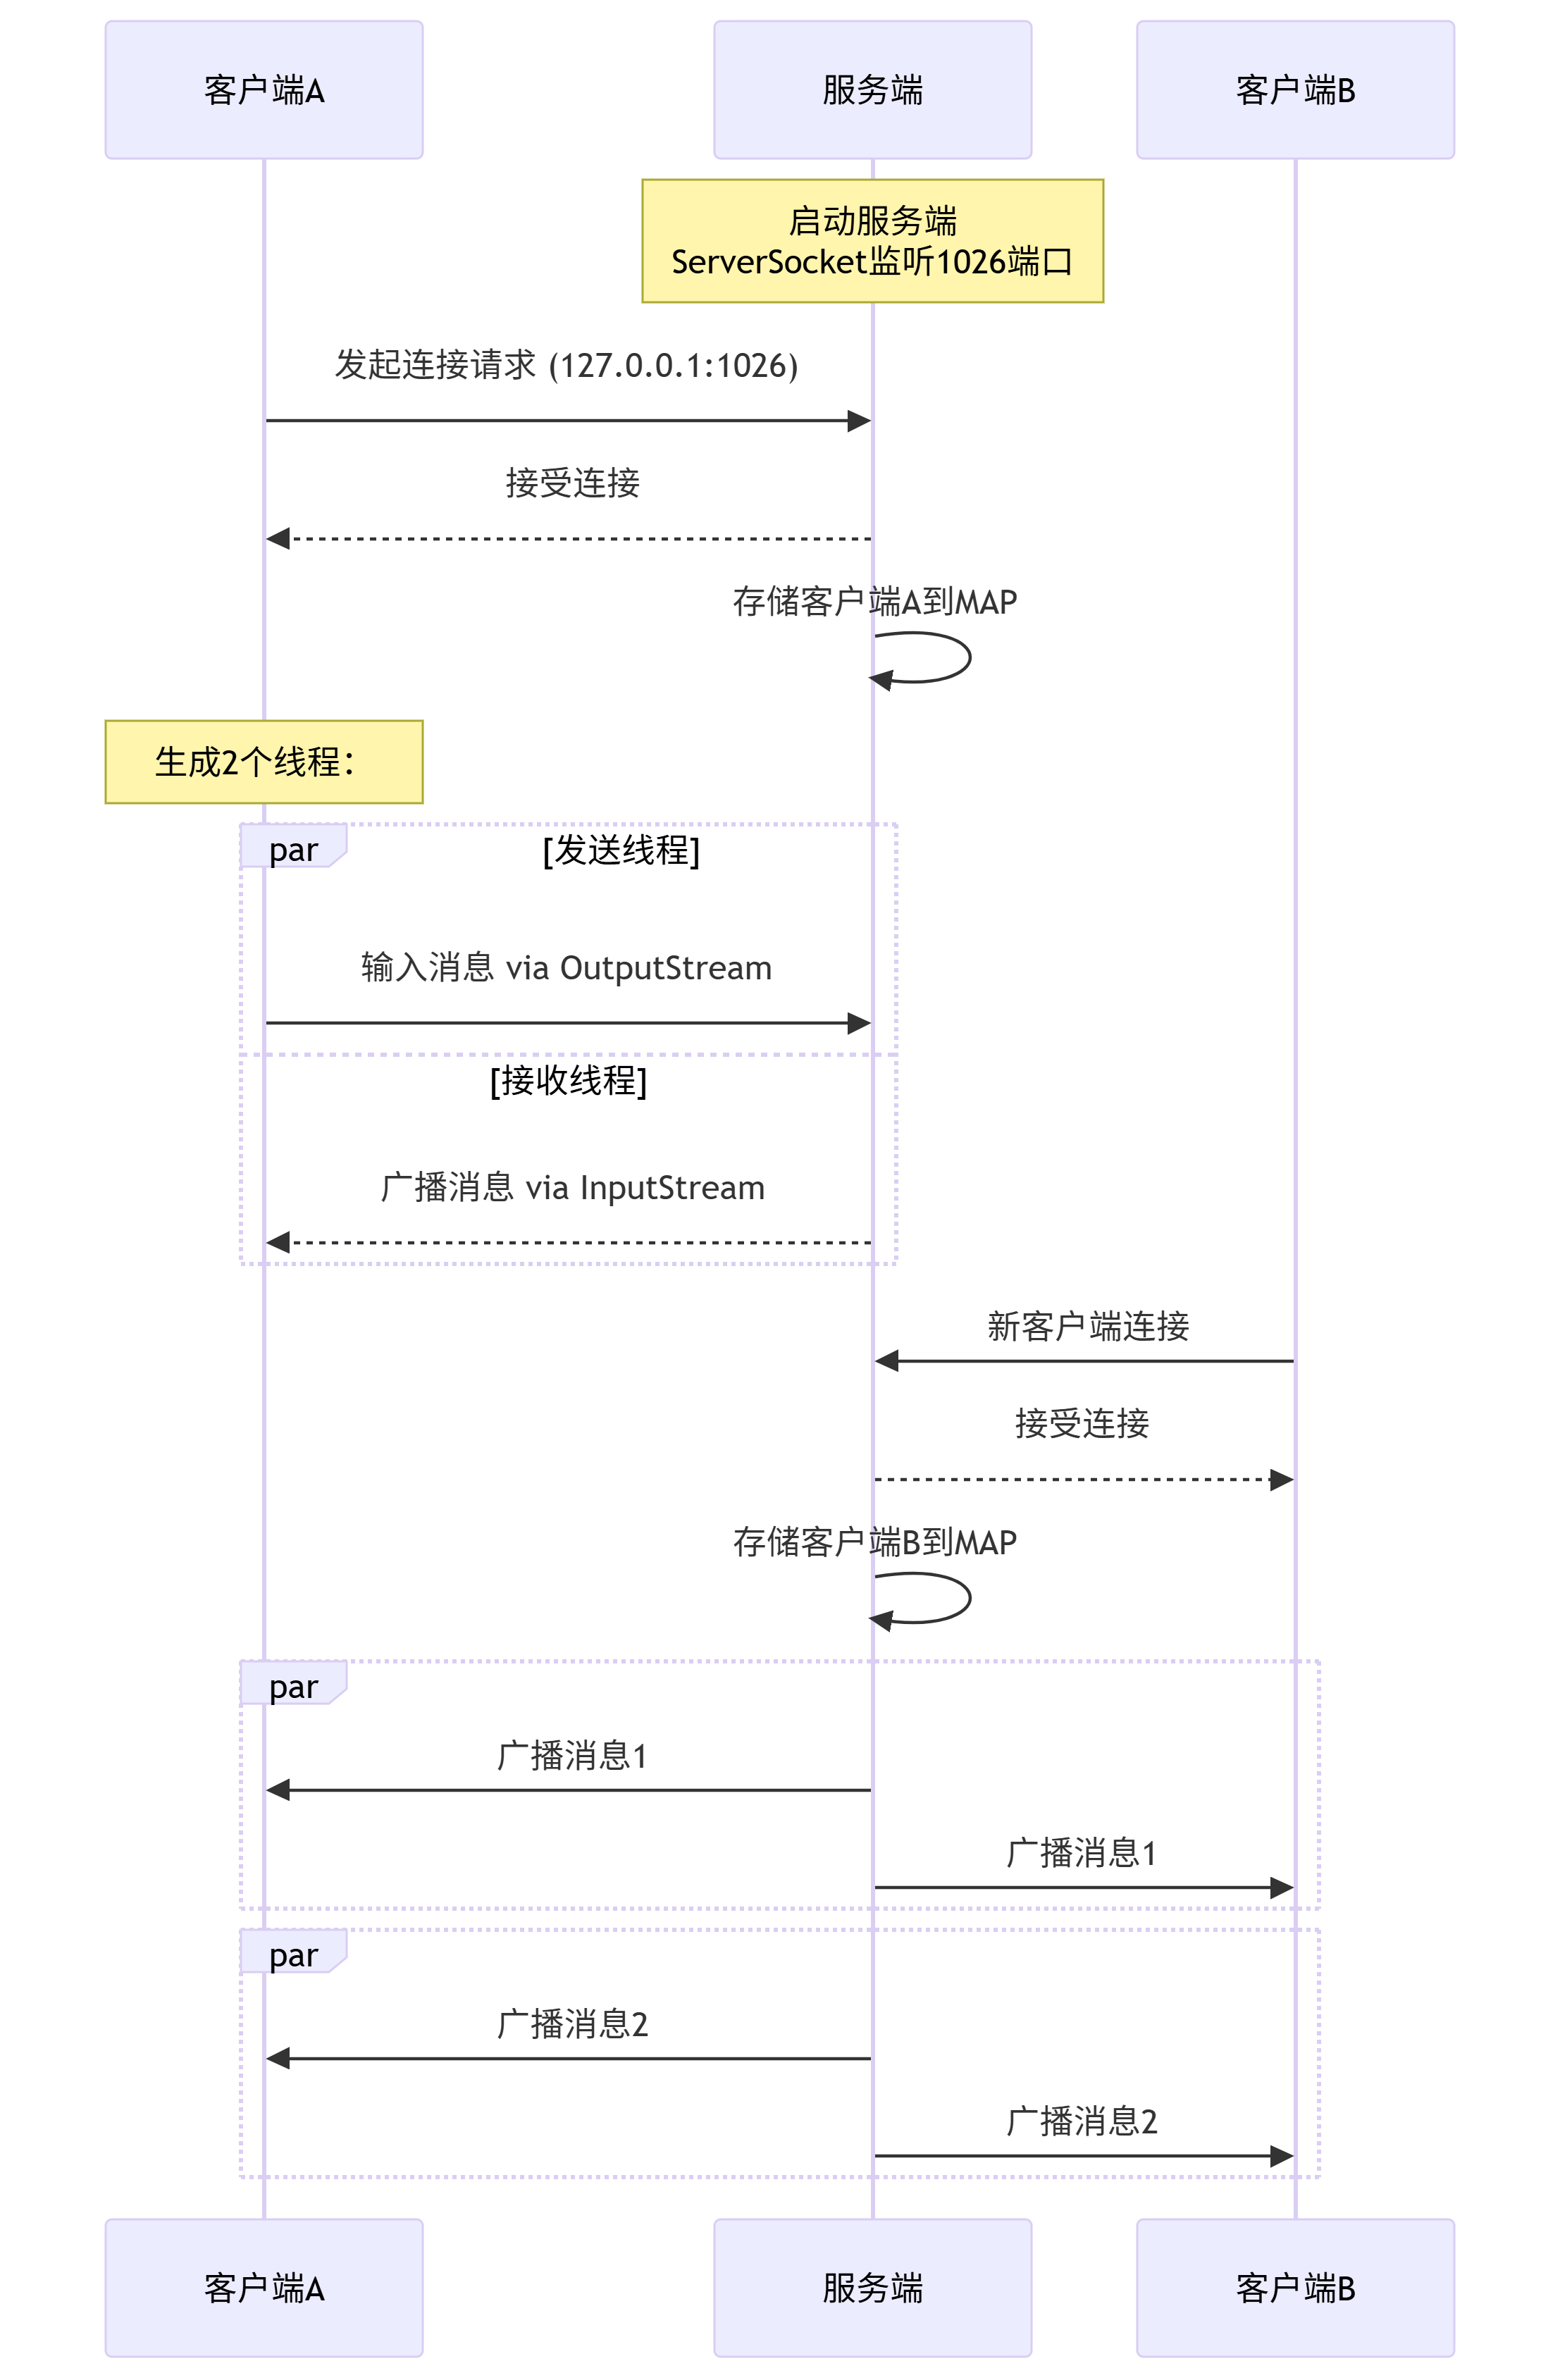 客户端A
服务端
客户端B
启动服务端
ServerSocket监听1026端口
发起连接请求 (127.0.0.1:1026)
接受连接
存储客户端A到MAP
生成2个线程：
par
[发送线程]
输入消息 via OutputStream
[接收线程]
广播消息 via InputStream
新客户端连接
接受连接
存储客户端B到MAP
par
广播消息1
广播消息1
par
广播消息2
广播消息2
客户端A
服务端
客户端B